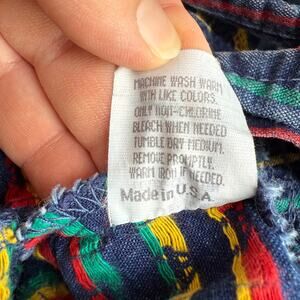 MACHINE WASH WARM
WITH LIKE COLORS.
ONLY NON-CHLORINE
BLEACH WHEN NEEDED
TUMBLE DRY MEDIUM.
REMOVE PROMPTLY.
WARM IRON IF NEEDED.
Made in U.S.A.